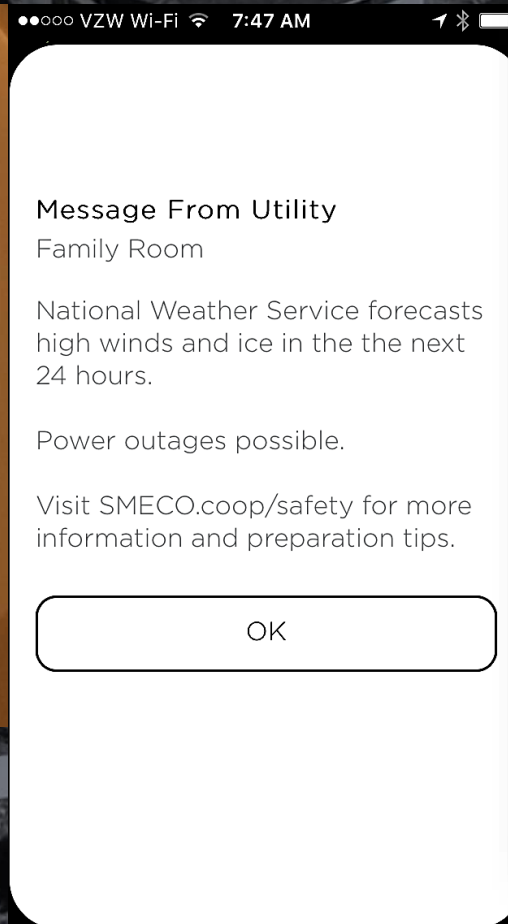 VZW Wi-Fi 7:47 AM
Message From Utility
Family Room
National Weather Service forecasts
high winds and ice in the the next
24 hours.
Power outages possible.
Visit SMECO.coop/safety for more
information and preparation tips.
OK